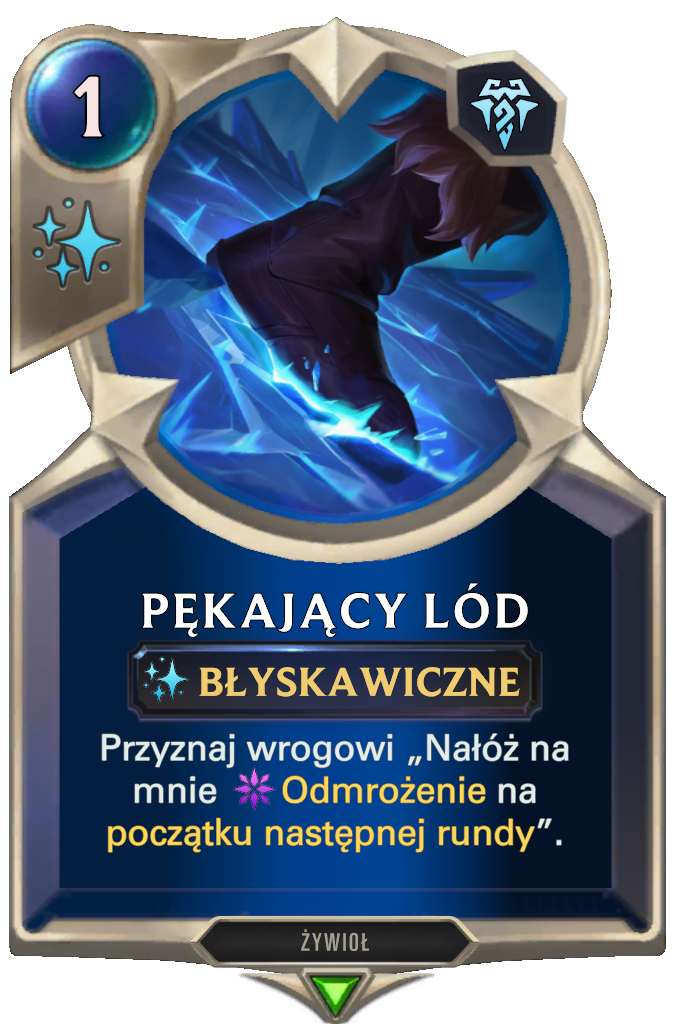 1
PĘKAJĄCY LÓD
BŁYSKAWICZNE
Przyznaj wrogowi „Nałóż na
mnie Odmrożenie na
początku następnej rundy”.
ŻYWIOŁ